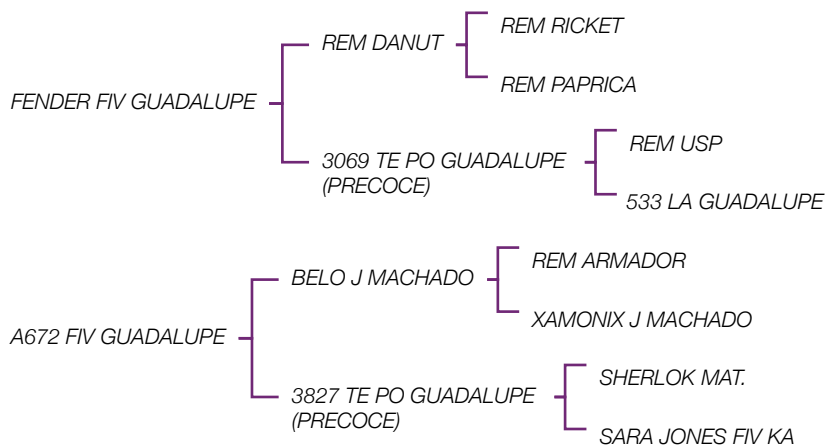 REM RICKET
REM DANUT
REM PAPRICA
FENDER FIV GUADALUPE
REM USP
3069 TE PO GUADALUPE
(PRECOCE)
533 LA GUADALUPE
REM ARMADOR
BELO J MACHADO
XAMONIX J MACHADO
A672 FIV GUADALUPE
SHERLOK MAT.
3827 TE PO GUADALUPE
(PRECOCE)
SARA JONES FIV KA